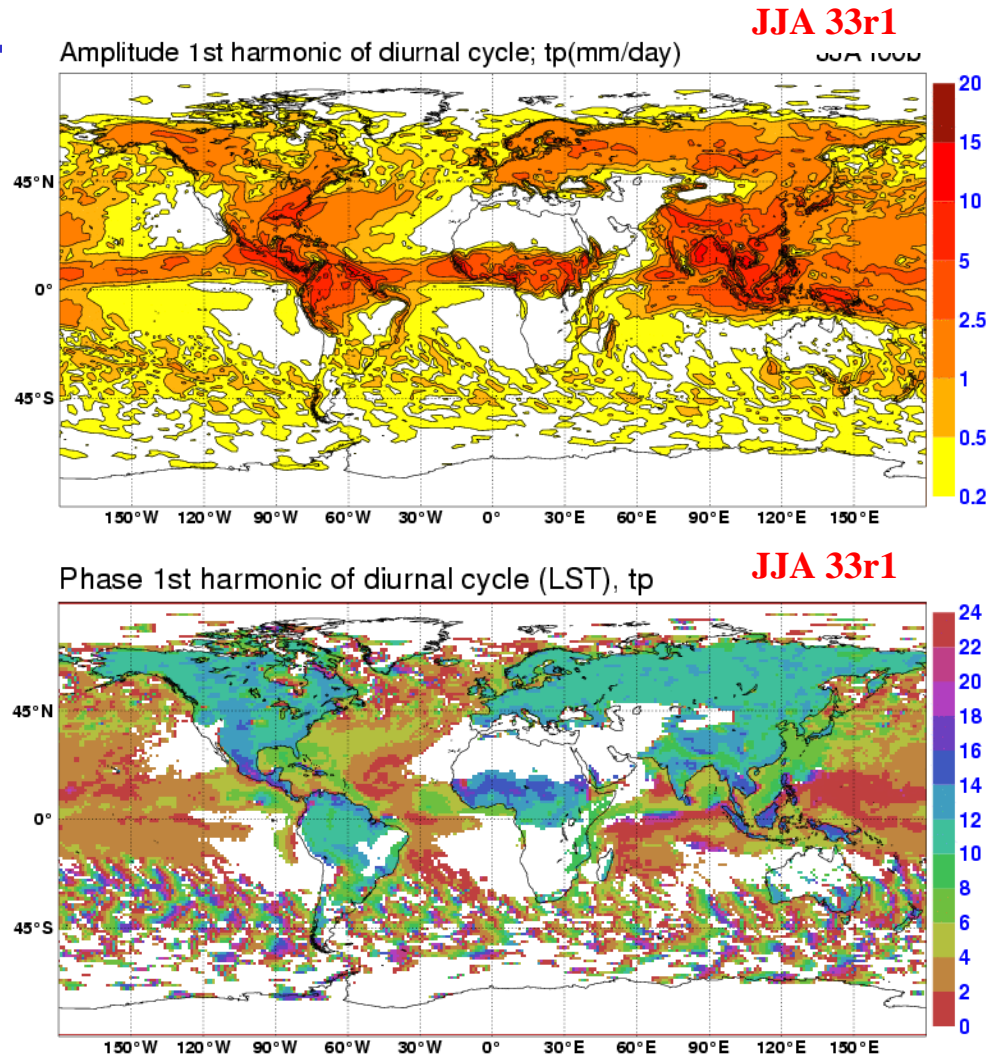 JJA 33r1
Amplitude 1st harmonic of diurnal cycle; tp(mm/day)
20
15
10
5
2.5
1
0.5
0.2
45°N
0°
45°S
150°W 120°W 90°W 60°W 30°W 0° 30°E 60°E 90°E 120°E 150°E
JJA 33r1
Phase 1st harmonic of diurnal cycle (LST), tp
24
22
20
18
16
14
12
10
8
6
4
2
0
45°N
0°
45°S
150°W 120°W 90°W 60°W 30°W 0° 30°E 60°E 90°E 120°E 150°E